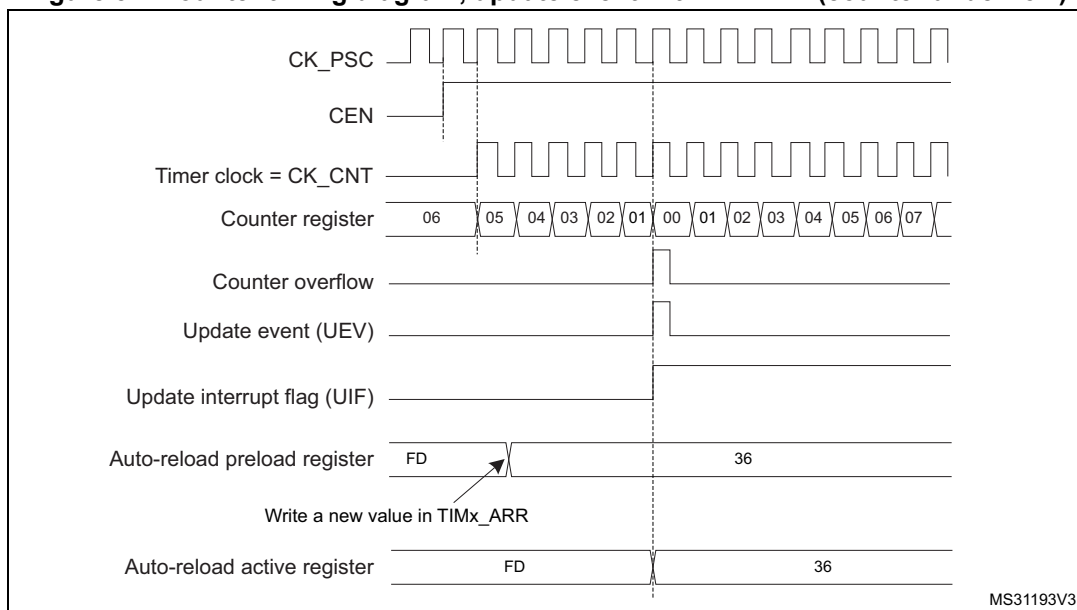 CK_PSC
CEN
Timer clock = CK_CNT
Counter register 06 05 04 03 02 01 00 01 02 03 04 05 06 07
Counter overflow
Update event (UEV)
Update interrupt flag (UIF)
Auto-reload preload register FD 36
Write a new value in TIMx_ARR
Auto-reload active register FD 36
MS31193V3